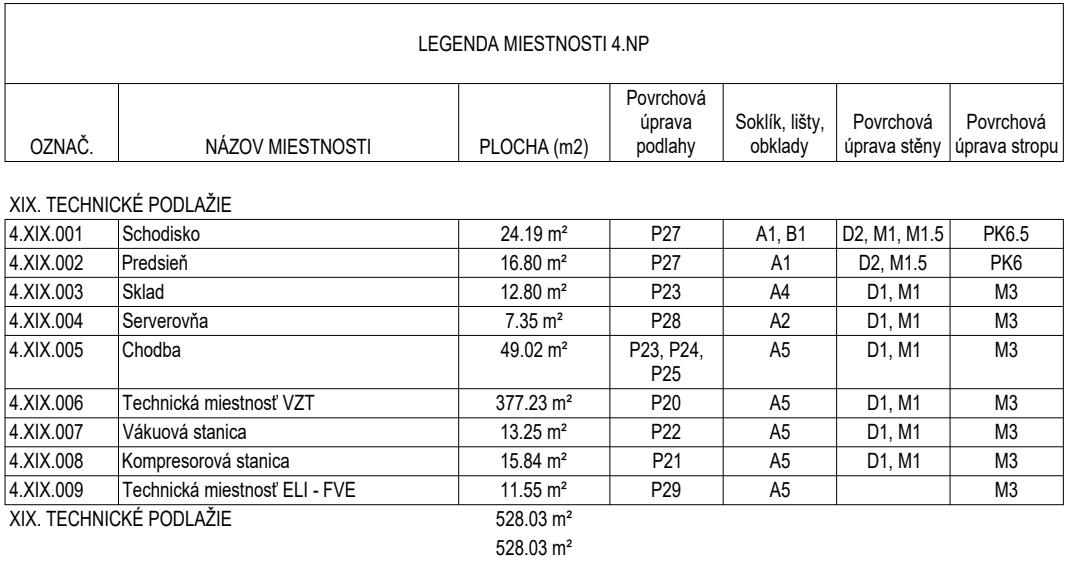 LEGENDA MIESTNOSTI 4.NP
OZNAČ. NÁZOV MIESTNOSTI PLOCHA (m2) Povrchová úprava podlahy Soklík, lišty, obklady Povrchová úprava stěny Povrchová úprava stropu
XIX. TECHNICKÉ PODLAŽIE
4.XIX.001 Schodisko 24.19 m² P27 A1, B1 D2, M1, M1.5 PK6.5
4.XIX.002 Predsieň 16.80 m² P27 A1 D2, M1.5 PK6
4.XIX.003 Sklad 12.80 m² P23 A4 D1, M1 M3
4.XIX.004 Serverovňa 7.35 m² P28 A2 D1, M1 M3
4.XIX.005 Chodba 49.02 m² P23, P24, P25 A5 D1, M1 M3
4.XIX.006 Technická miestnosť VZT 377.23 m² P20 A5 D1, M1 M3
4.XIX.007 Vákuová stanica 13.25 m² P22 A5 D1, M1 M3
4.XIX.008 Kompresorová stanica 15.84 m² P21 A5 D1, M1 M3
4.XIX.009 Technická miestnosť ELI - FVE 11.55 m² P29 A5 M3
XIX. TECHNICKÉ PODLAŽIE 528.03 m²
528.03 m²